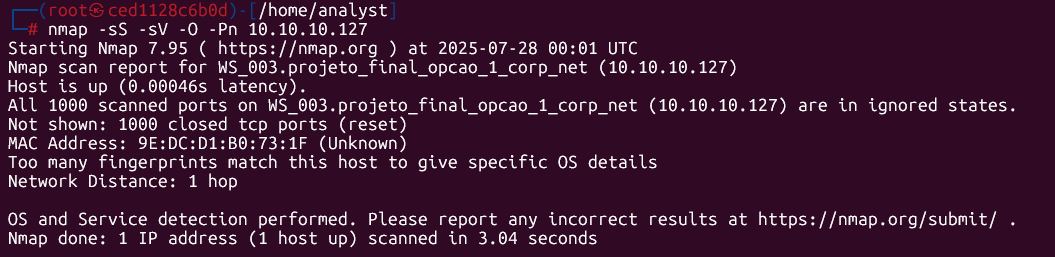 ┌──(root㉿ced1128c6b0d)-[/home/analyst]
└─# nmap -sS -sV -O -Pn 10.10.10.127
Starting Nmap 7.95 ( https://nmap.org ) at 2025-07-28 00:01 UTC
Nmap scan report for WS_003.projeto_final_opcao_1_corp_net (10.10.10.127)
Host is up (0.00046s latency).
All 1000 scanned ports on WS_003.projeto_final_opcao_1_corp_net (10.10.10.127) are in ignored states.
Not shown: 1000 closed tcp ports (reset)
MAC Address: 9E:DC:D1:B0:73:1F (Unknown)
Too many fingerprints match this host to give specific OS details
Network Distance: 1 hop

OS and Service detection performed. Please report any incorrect results at https://nmap.org/submit/ .
Nmap done: 1 IP address (1 host up) scanned in 3.04 seconds